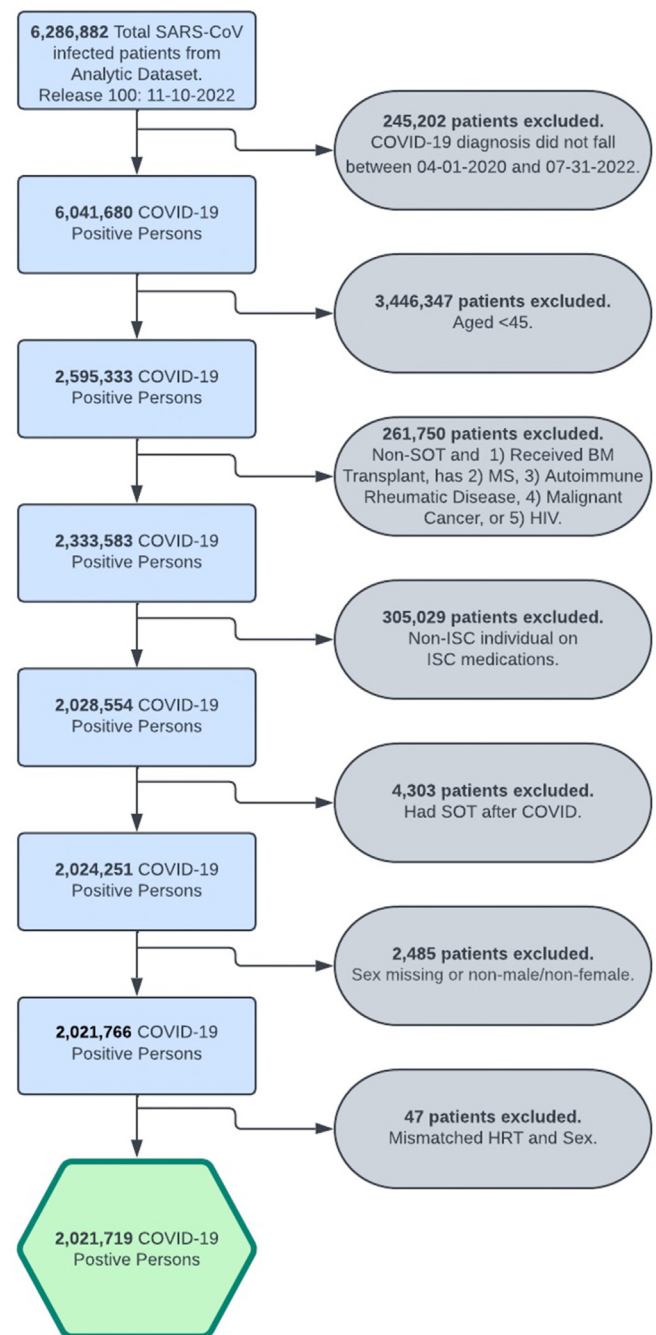 6,286,882 Total SARS-CoV
infected patients from
Analytic Dataset.
Release 100: 11-10-2022
245,202 patients excluded.
COVID-19 diagnosis did not fall
between 04-01-2020 and 07-31-2022.
6,041,680 COVID-19
Positive Persons
3,446,347 patients excluded.
Aged <45.
2,595,333 COVID-19
Positive Persons
261,750 patients excluded.
Non-SOT and 1) Received BM
Transplant, has 2) MS, 3) Autoimmune
Rheumatic Disease, 4) Malignant
Cancer, or 5) HIV.
2,333,583 COVID-19
Positive Persons
305,029 patients excluded.
Non-ISC individual on
ISC medications.
2,028,554 COVID-19
Positive Persons
4,303 patients excluded.
Had SOT after COVID.
2,024,251 COVID-19
Positive Persons
2,485 patients excluded.
Sex missing or non-male/non-female.
2,021,766 COVID-19
Positive Persons
47 patients excluded.
Mismatched HRT and Sex.
2,021,719 COVID-19
Postive Persons